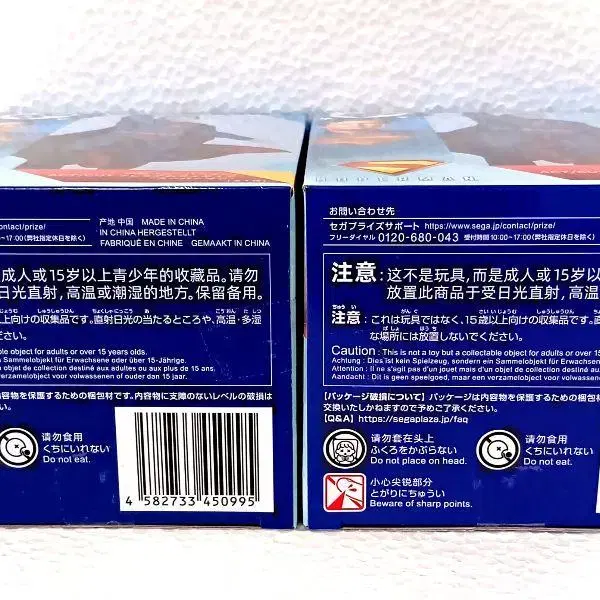 contact/prize/
~17:00 (弊社指定休日を除く)
产地 中国 MADE IN CHINA
IN CHINA HERGESTELLT
FABRIQUÉ EN CHINE GEMAAKT IN CHINA
成人或15岁以上青少年的收藏品。请勿
日光直射,高温或潮湿的地方。保留备用。
上向けの収集品です。直射日光の当たるところや、高温・多湿
ください。
able object for adults or over 15 years olds.
n Sammelobjekt für Erwachsene oder über 15-Jährige.
n objet de collection destiné aux adultes ou aux plus de 15 ans.
verzamelobject voor volwassenen of ouder dan 15 jaar.
内容物を保護するための梱包材です。内容物に支障のないレベルの破損は
请勿食用
くちにいれない
Do not eat.
4 582733 450995
SUPERMAN
お問い合わせ先
セガプライズサポート https://www.sega.jp/contact/prize/
フリーダイヤル 0120-680-043 受付時間 10:00~17:00 (弊社指定休日を除く)
注意:这不是玩具,而是成人或15岁以
放置此商品于受日光直射,高
注意:これは玩具ではなく、15歳以上向けの収集品です。
な場所には放置しないでください。
Caution : This is not a toy but a collectable object for adults or over 15
Achtung : Dies ist kein Spielzeug, sondern ein Sammelobjekt für Erwachsene
Attention : Il ne s'agit pas d'un jouet mais d'un objet de collection destiné
Aandacht : Dit is geen speelgoed, maar een verzamelobject voor volwassen
【パッケージ破損について】パッケージは内容物を保護するための梱包材です。内容物
交換いたしかねますので予めご了承ください。
【Q&A】https://segaplaza.jp/faq
请勿套在头上
ふくろをかぶらない
Do not place on head.
请勿食用
くちにいれない
Do not eat.
小心尖锐部分
とがりにちゅうい
Beware of sharp points.